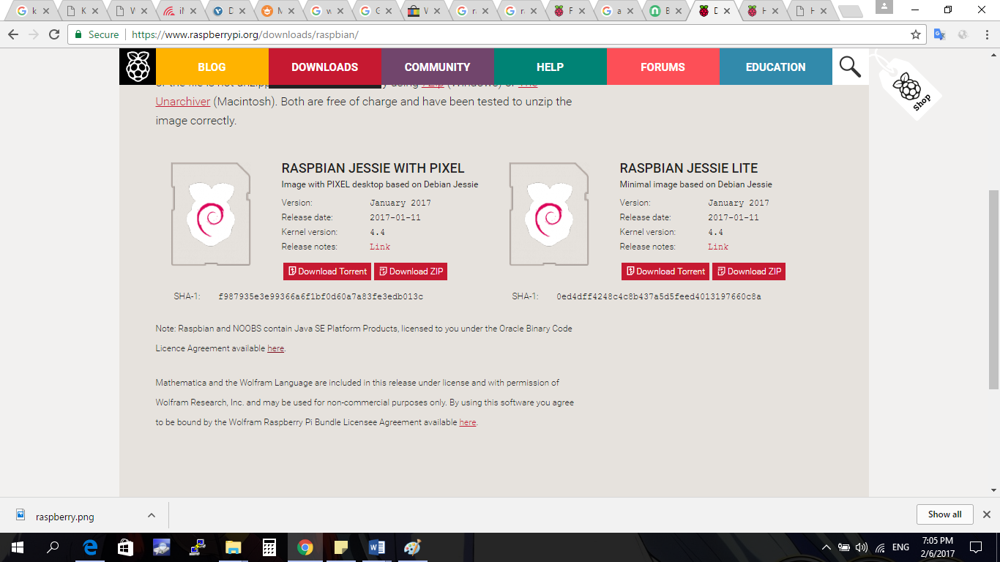 k
K
W
iM
D
M
w
G
W
r
r
F
a
B
D
H
H
Secure
https://www.raspberrypi.org/downloads/raspbian/
BLOG
DOWNLOADS
COMMUNITY
HELP
FORUMS
EDUCATION
Shop
Unarchiver (Macintosh). Both are free of charge and have been tested to unzip the
image correctly.
RASPBIAN JESSIE WITH PIXEL
Image with PIXEL desktop based on Debian Jessie
Version: January 2017
Release date: 2017-01-11
Kernel version: 4.4
Release notes: Link
Download Torrent Download ZIP
SHA-1: f987935e3e99366a6f1bf0d60a7a83fe3edb013c
RASPBIAN JESSIE LITE
Minimal image based on Debian Jessie
Version: January 2017
Release date: 2017-01-11
Kernel version: 4.4
Release notes: Link
Download Torrent Download ZIP
SHA-1: 0ed4dff4248c4c8b437a5d5feed4013197660c8a
Note: Raspbian and NOOBS contain Java SE Platform Products, licensed to you under the Oracle Binary Code
Licence Agreement available here.
Mathematica and the Wolfram Language are included in this release under license and with permission of
Wolfram Research, Inc. and may be used for non-commercial purposes only. By using this software you agree
to be bound by the Wolfram Raspberry Pi Bundle Licensee Agreement available here.
raspberry.png
Show all
ENG
7:05 PM
2/6/2017